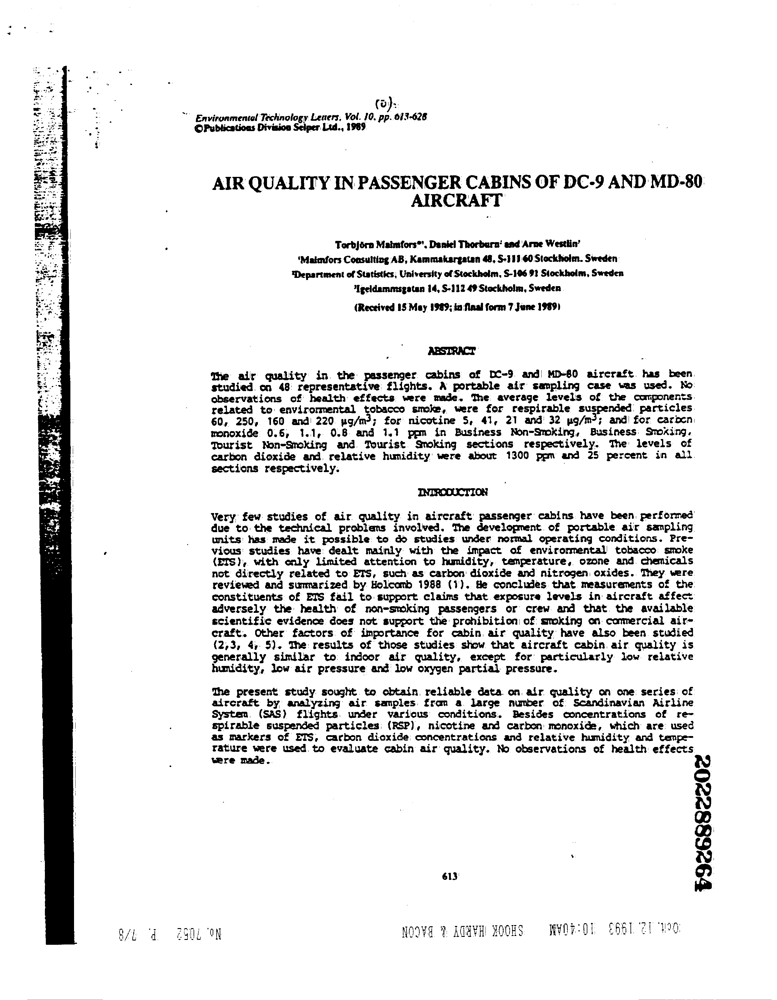 Environmental Technology Letters, Vol. 10, pp. 613-628
©Publications Division Selper Ltd., 1989
AIR QUALITY IN PASSENGER CABINS OF DC-9 AND MD-80
AIRCRAFT
Torbjörn Malmfors*¹, Daniel Thorburn² and Arne Westlin³
¹Malmfors Consulting AB, Kammakargatan 48, S-111 60 Stockholm, Sweden
²Department of Statistics, University of Stockholm, S-106 91 Stockholm, Sweden
³Igeldammsgatan 14, S-112 49 Stockholm, Sweden
(Received 15 May 1989; in final form 7 June 1989)
ABSTRACT
The air quality in the passenger cabins of DC-9 and MD-80 aircraft has been
studied on 48 representative flights. A portable air sampling case was used. No
observations of health effects were made. The average levels of the components
related to environmental tobacco smoke, were for respirable suspended particles
60, 250, 160 and 220 µg/m³; for nicotine 5, 41, 21 and 32 µg/m³; and for carbon
monoxide 0.6, 1.1, 0.8 and 1.1 ppm in Business Non-Smoking, Business Smoking,
Tourist Non-Smoking and Tourist Smoking sections respectively. The levels of
carbon dioxide and relative humidity were about 1300 ppm and 25 percent in all
sections respectively.
INTRODUCTION
Very few studies of air quality in aircraft passenger cabins have been performed
due to the technical problems involved. The development of portable air sampling
units has made it possible to do studies under normal operating conditions. Pre-
vious studies have dealt mainly with the impact of environmental tobacco smoke
(ETS), with only limited attention to humidity, temperature, ozone and chemicals
not directly related to ETS, such as carbon dioxide and nitrogen oxides. They were
reviewed and summarized by Holcomb 1988 (1). He concludes that measurements of the
constituents of ETS fail to support claims that exposure levels in aircraft affect
adversely the health of non-smoking passengers or crew and that the available
scientific evidence does not support the prohibition of smoking on commercial air-
craft. Other factors of importance for cabin air quality have also been studied
(2,3, 4, 5). The results of those studies show that aircraft cabin air quality is
generally similar to indoor air quality, except for particularly low relative
humidity, low air pressure and low oxygen partial pressure.
The present study sought to obtain reliable data on air quality on one series of
aircraft by analyzing air samples from a large number of Scandinavian Airline
System (SAS) flights under various conditions. Besides concentrations of re-
spirable suspended particles (RSP), nicotine and carbon monoxide, which are used
as markers of ETS, carbon dioxide concentrations and relative humidity and tempe-
rature were used to evaluate cabin air quality. No observations of health effects
were made.
2022889264
613
Oct. 12. 1993 10:40AM SHOOK HARDY & BACON No. 7052 P. 7/8